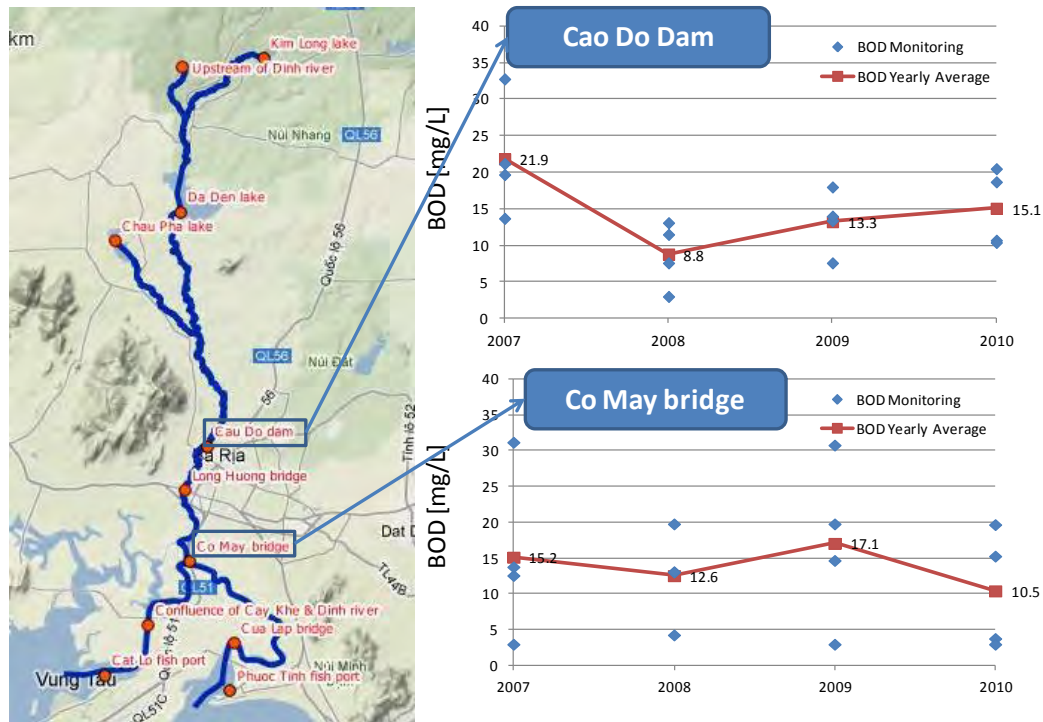 km
Kim Long lake
Upstream of Dinh river
QL56
Núi Nhang
Da Den lake
Chau Pha lake
Quốc lộ 56
QL56
Núi Đất
56
Tỉnh lộ 52
Cau Do dam
a Rịa
Long Huong bridge
Dat D
Co May bridge
TL44B
QL51
Confluence of Cay, Khe & Dinh river
lộ 51
Cua Lap bridge
Cat Lo fish port
Núi Minh
Vung Tau
Phuoc Tinh fish port
QL51C
Cao Do Dam
BOD Monitoring
BOD Yearly Average
BOD [mg/L]
40
35
30
25
20
15
10
5
0
21.9
8.8
13.3
15.1
2007 2008 2009 2010
Co May bridge
BOD Monitoring
BOD Yearly Average
BOD [mg/L]
40
35
30
25
20
15
10
5
0
15.2
12.6
17.1
10.5
2007 2008 2009 2010